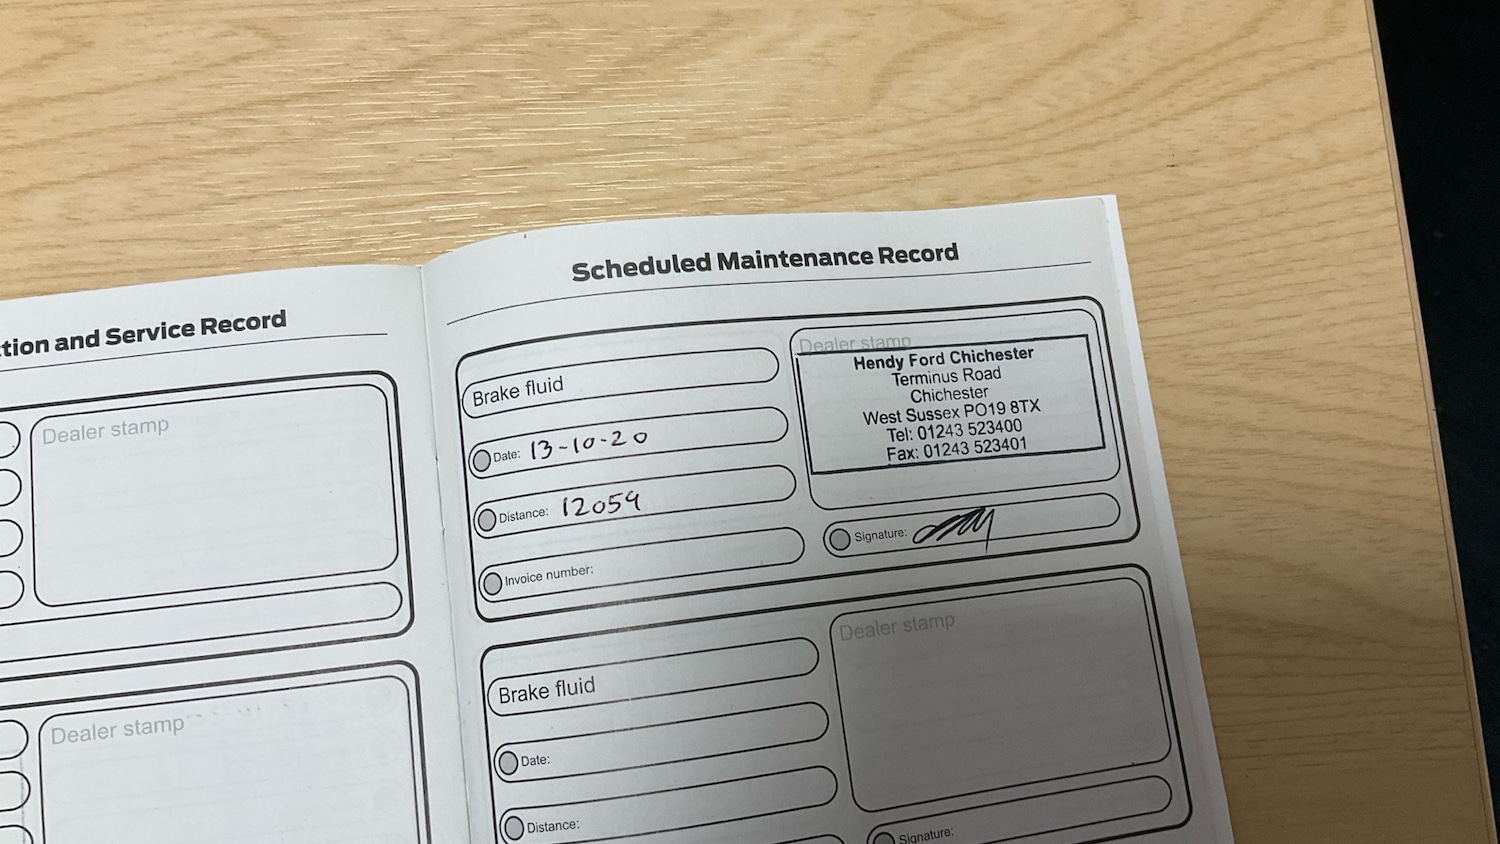 tion and Service Record
Dealer stamp
Dealer stamp
Scheduled Maintenance Record
Brake fluid
Date: 13-10-20
Distance: 12059
Invoice number:
Dealer stamp
Hendy Ford Chichester
Terminus Road
Chichester
West Sussex PO19 8TX
Tel: 01243 523400
Fax: 01243 523401
Signature:
Brake fluid
Date:
Distance:
Dealer stamp
Signature: